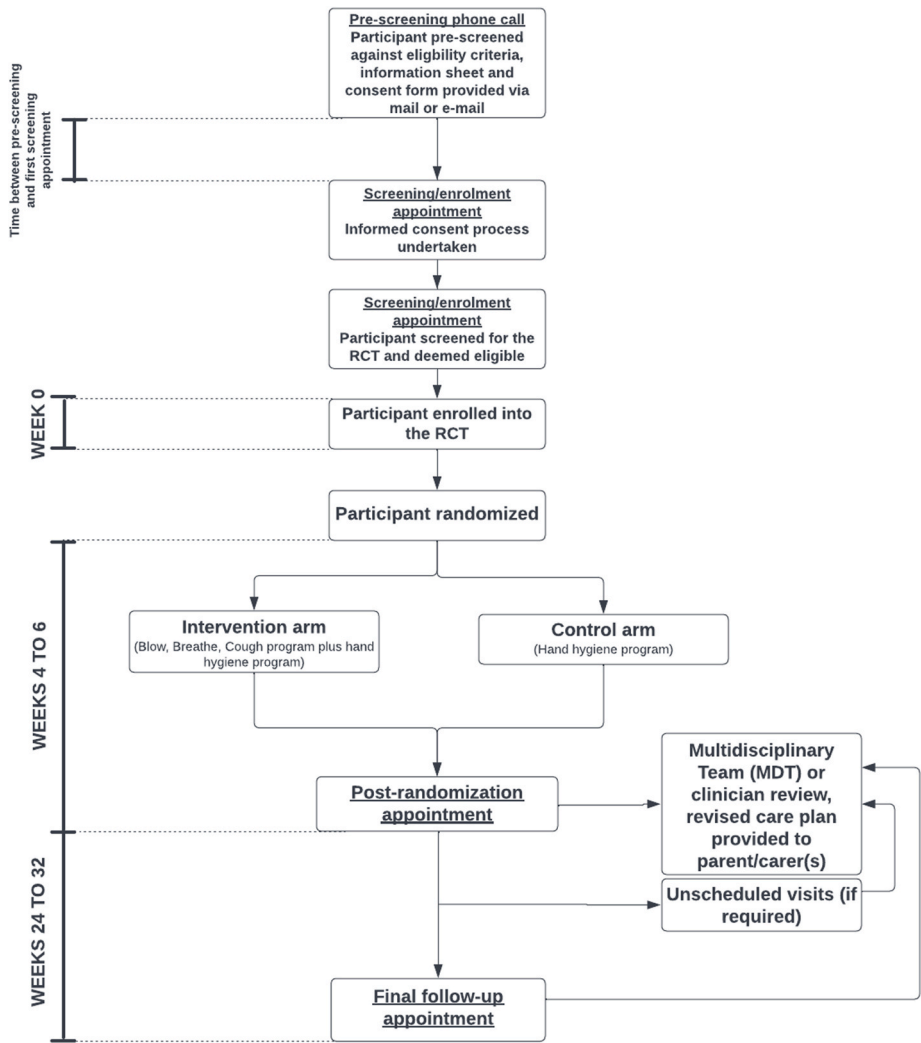 Pre-screening phone call
Participant pre-screened
against eligbility criteria,
information sheet and
consent form provided via
mail or e-mail
Time between pre-screening
and first screening
appointment
Screening/enrolment
appointment
Informed consent process
undertaken
Screening/enrolment
appointment
Participant screened for the
RCT and deemed eligible
WEEK 0
Participant enrolled into
the RCT
Participant randomized
WEEKS 4 TO 6
Intervention arm
(Blow, Breathe, Cough program plus hand
hygiene program)
Control arm
(Hand hygiene program)
Post-randomization
appointment
Multidisciplinary
Team (MDT) or
clinician review,
revised care plan
provided to
parent/carer(s)
WEEKS 24 TO 32
Unscheduled visits (if
required)
Final follow-up
appointment